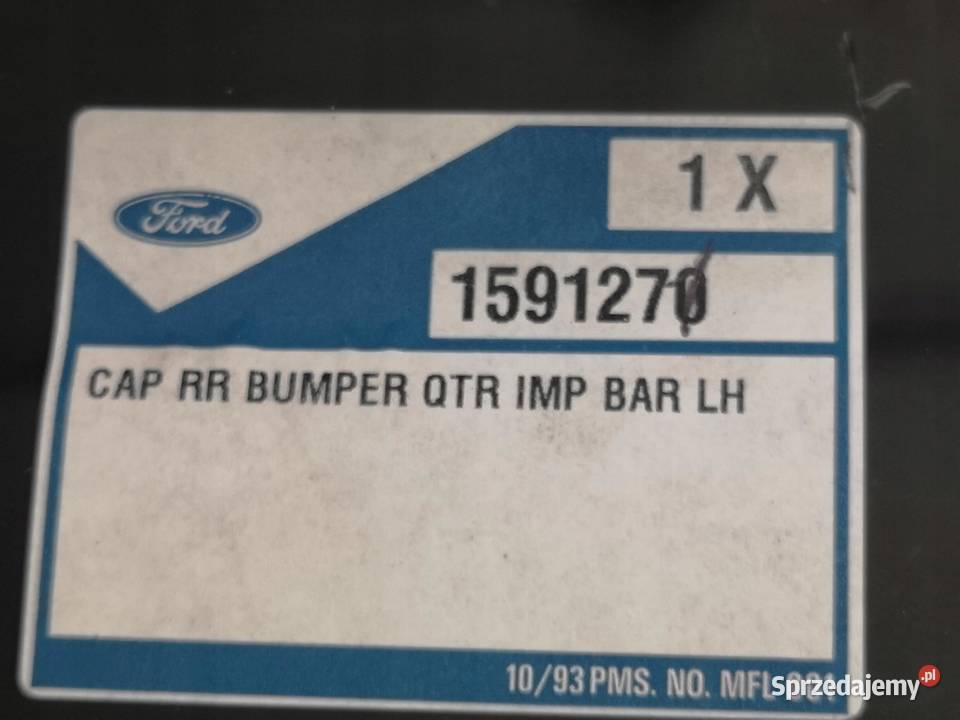 1 X
Ford
1591270
CAP RR BUMPER QTR IMP BAR LH
10/93 PMS. NO. MFL
Sprzedajemy.pl